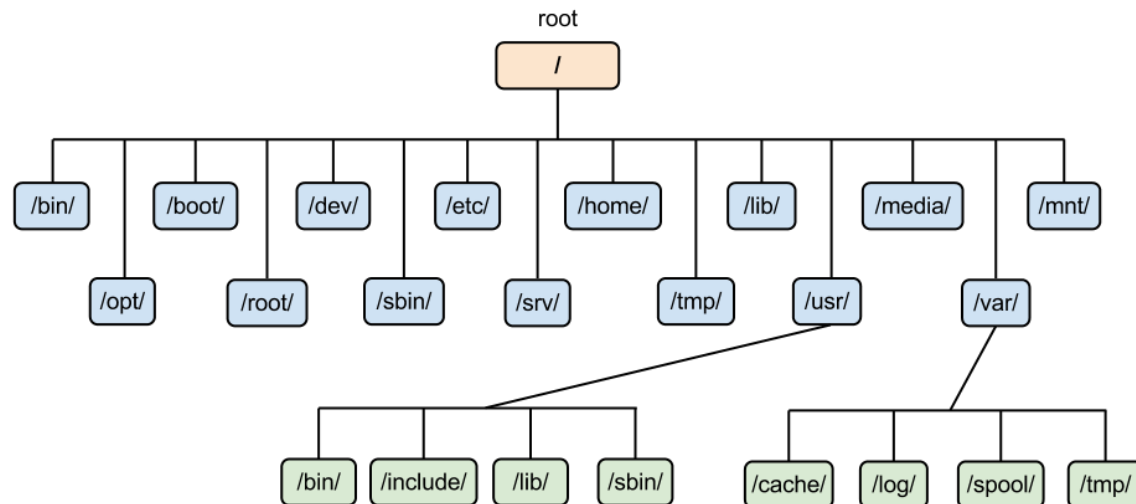 root
/
/bin/ /boot/ /dev/ /etc/ /home/ /lib/ /media/ /mnt/
/opt/ /root/ /sbin/ /srv/ /tmp/ /usr/ /var/
/bin/ /include/ /lib/ /sbin/ /cache/ /log/ /spool/ /tmp/